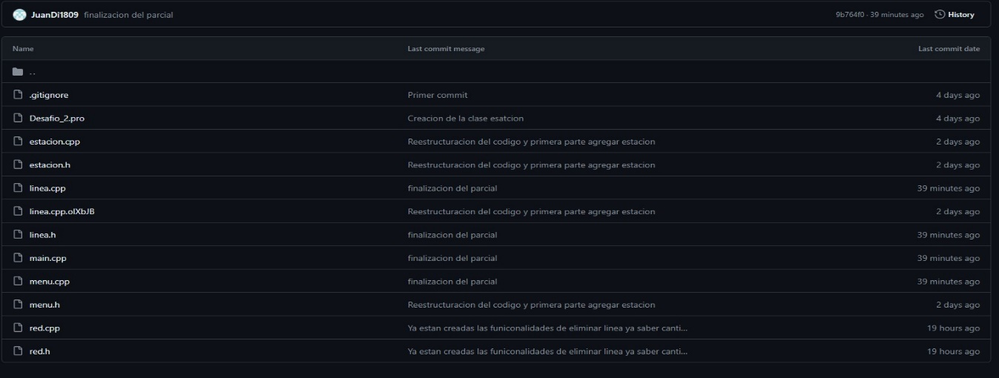 JuanDi1809 finalizacion del parcial 9b764f0 · 39 minutes ago History
Name Last commit message Last commit date
..
.gitignore Primer commit 4 days ago
Desafio_2.pro Creacion de la clase esatcion 4 days ago
estacion.cpp Reestructuracion del codigo y primera parte agregar estacion 2 days ago
estacion.h Reestructuracion del codigo y primera parte agregar estacion 2 days ago
linea.cpp finalizacion del parcial 39 minutes ago
linea.cpp.olXbJB Reestructuracion del codigo y primera parte agregar estacion 2 days ago
linea.h finalizacion del parcial 39 minutes ago
main.cpp finalizacion del parcial 39 minutes ago
menu.cpp finalizacion del parcial 39 minutes ago
menu.h Reestructuracion del codigo y primera parte agregar estacion 2 days ago
red.cpp Ya estan creadas las funiconalidades de eliminar linea ya saber canti... 19 hours ago
red.h Ya estan creadas las funiconalidades de eliminar linea ya saber canti... 19 hours ago